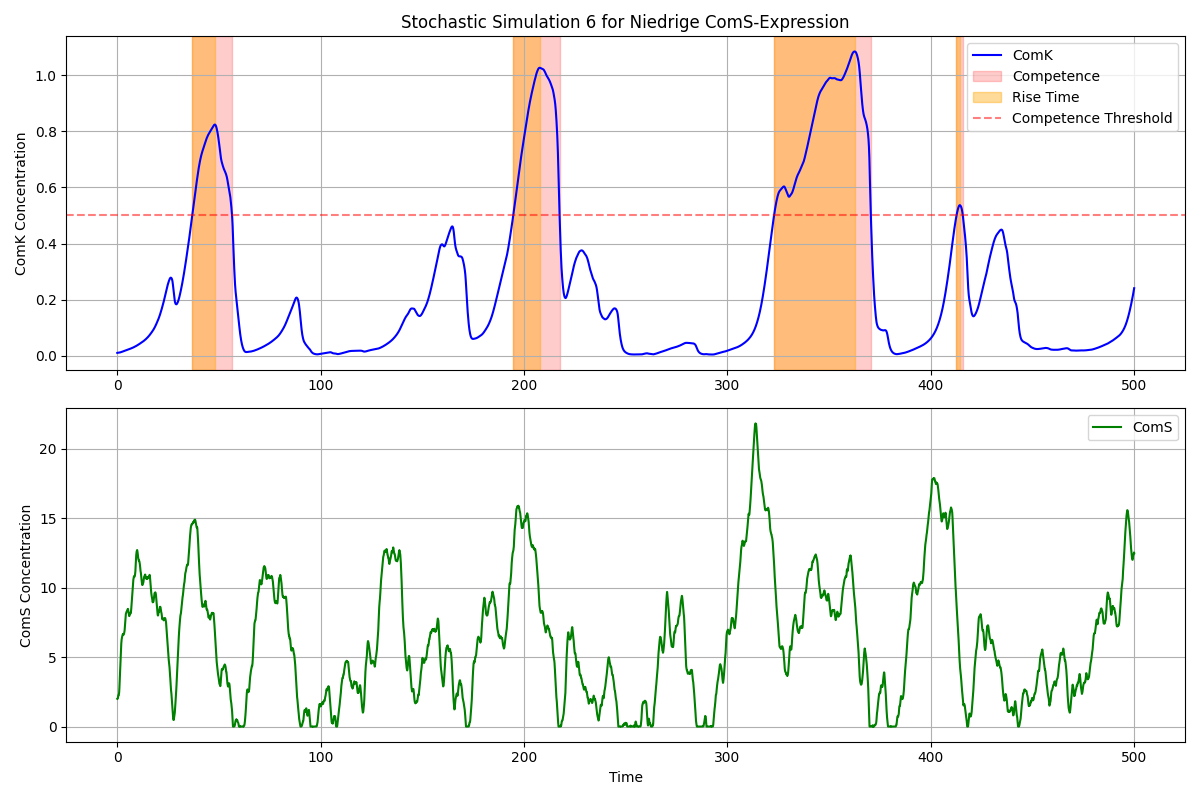 Stochastic Simulation 6 for Niedrige ComS-Expression
ComK Concentration
1.0
0.8
0.6
0.4
0.2
0.0
ComK
Competence
Rise Time
Competence Threshold
0 100 200 300 400 500
ComS Concentration
20
15
10
5
0
ComS
0 100 200 300 400 500
Time